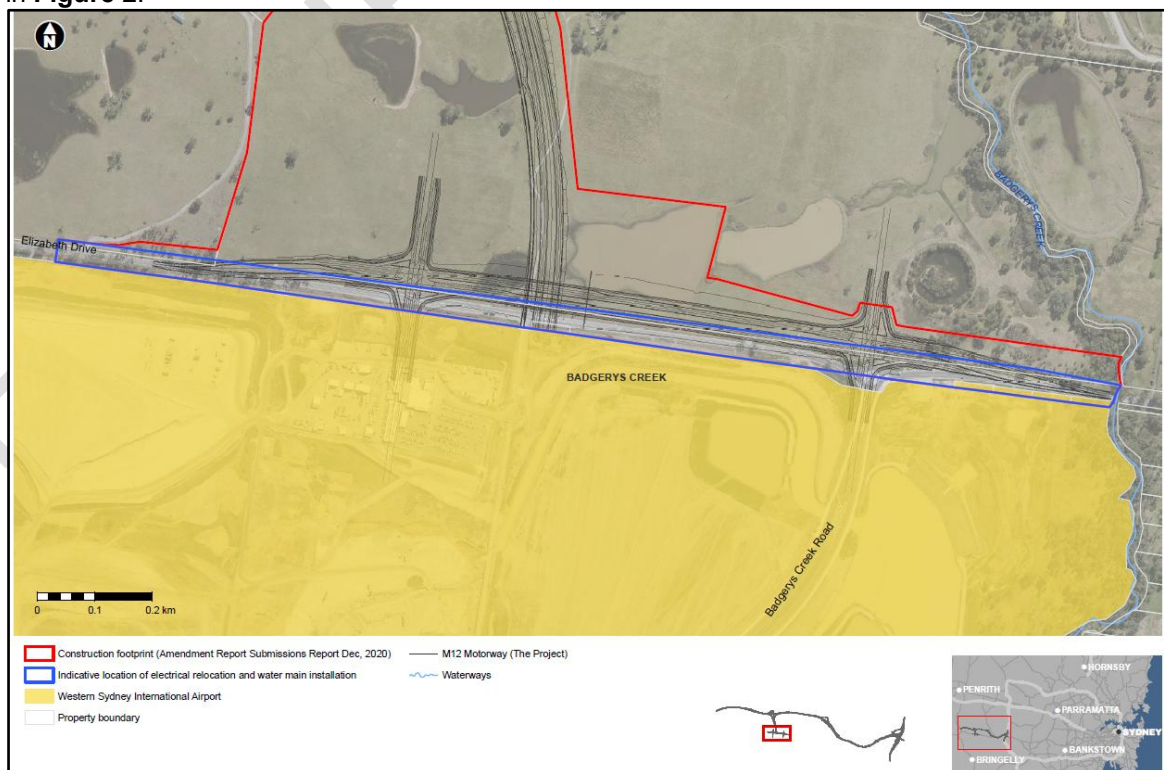 in Figure 2.
N
Elizabeth Drive
BADGERYS CREEK
BADGERYS CREEK
Badgerys Creek Road
0 0.1 0.2 km
Construction footprint (Amendment Report Submissions Report Dec, 2020)
Indicative location of electrical relocation and water main installation
Western Sydney International Airport
Property boundary
M12 Motorway (The Project)
Waterways
HORNSBY
PENRITH
PARRAMATTA
SYDNEY
BANKSTOWN
BRINGELLY